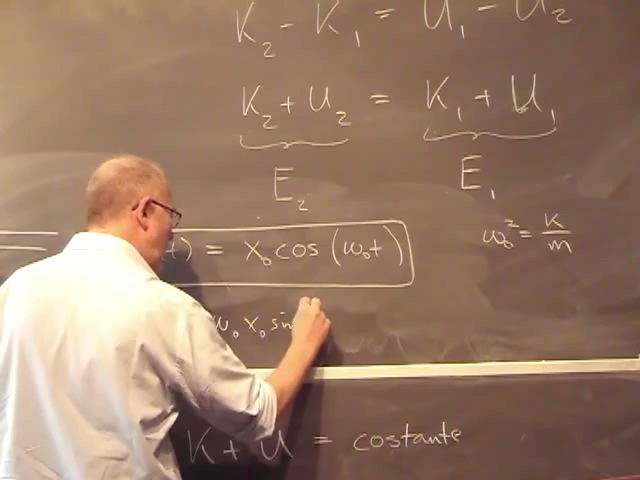 K₂ - K₁ = U₁ - U₂
K₂ + U₂ = K₁ + U₁
E₂ E₁
t) = x₀ cos (ω₀t) ω₀² = K/m
ω₀ x₀ sin
K + U = costante